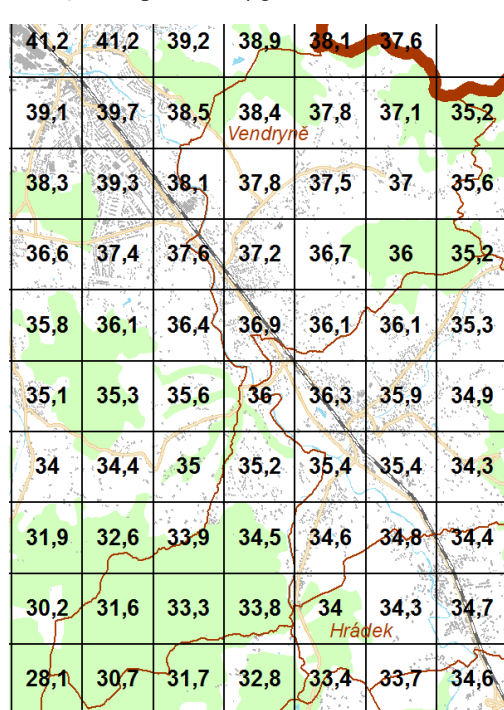 41,2 41,2 39,2 38,9 38,1 37,6
39,1 39,7 38,5 38,4 37,8 37,1 35,2
Vendryně
38,3 39,3 38,1 37,8 37,5 37 35,6
36,6 37,4 37,6 37,2 36,7 36 35,2
35,8 36,1 36,4 36,9 36,1 36,1 35,3
35,1 35,3 35,6 36 36,3 35,9 34,9
34 34,4 35 35,2 35,4 35,4 34,3
31,9 32,6 33,9 34,5 34,6 34,8 34,4
30,2 31,6 33,3 33,8 34 34,3 34,7
Hrádek
28,1 30,7 31,7 32,8 33,4 33,7 34,6